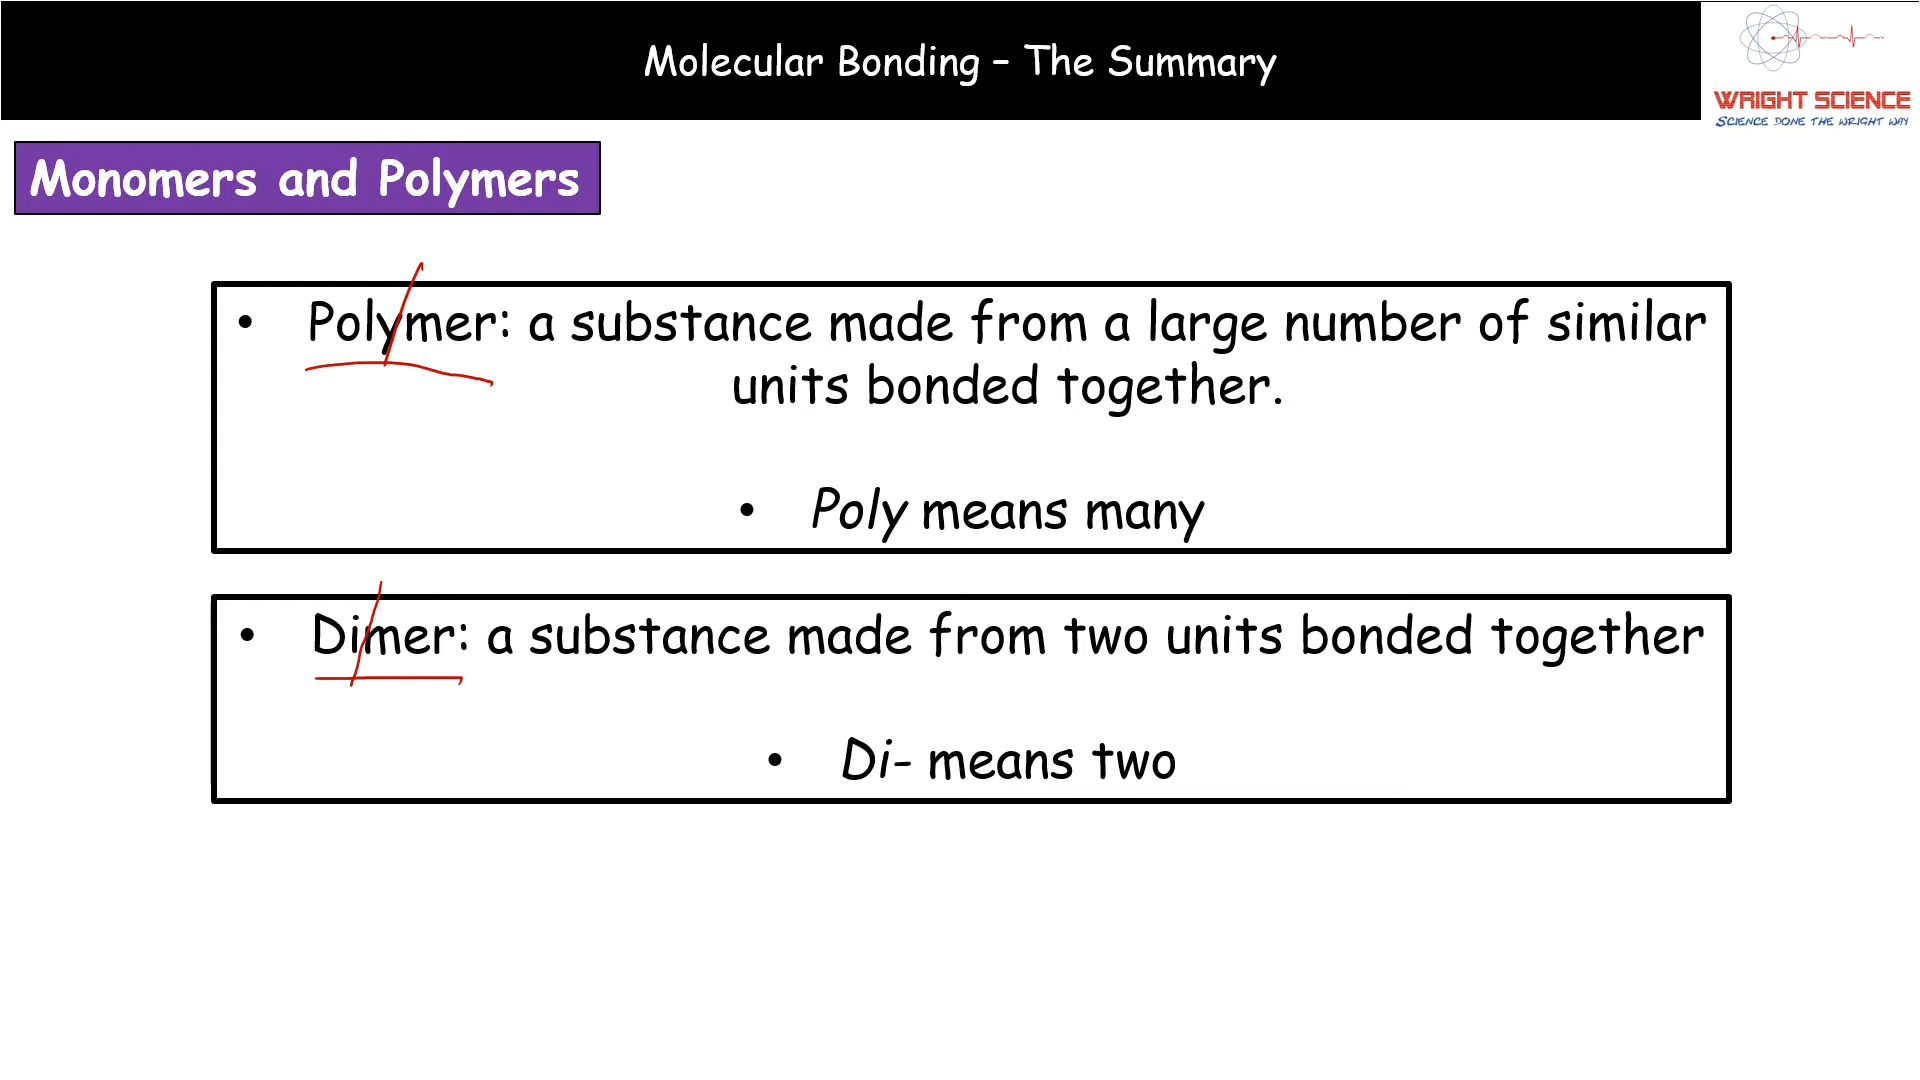 Molecular Bonding – The Summary
WRIGHT SCIENCE
SCIENCE DONE THE WRIGHT WAY
Monomers and Polymers
• Polymer: a substance made from a large number of similar
units bonded together.
• Poly means many
• Dimer: a substance made from two units bonded together
• Di- means two